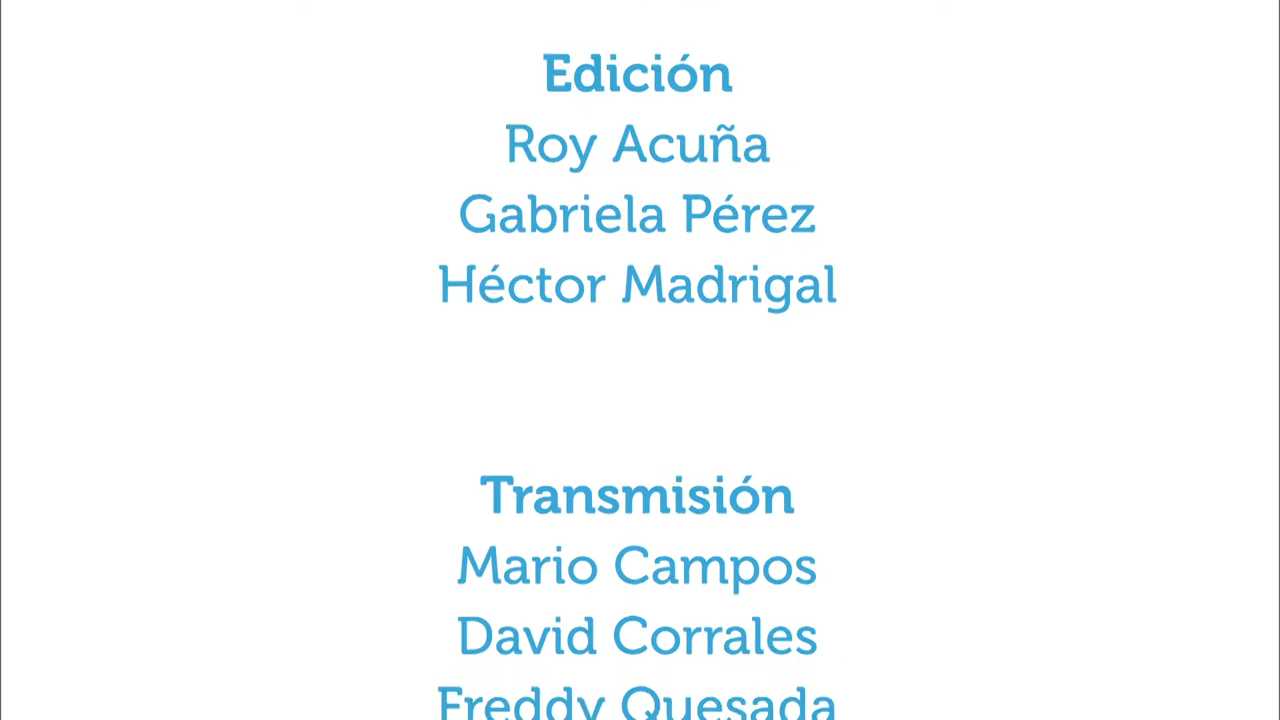 Edición
Roy Acuña
Gabriela Pérez
Héctor Madrigal
Transmisión
Mario Campos
David Corrales
Freddy Quesada